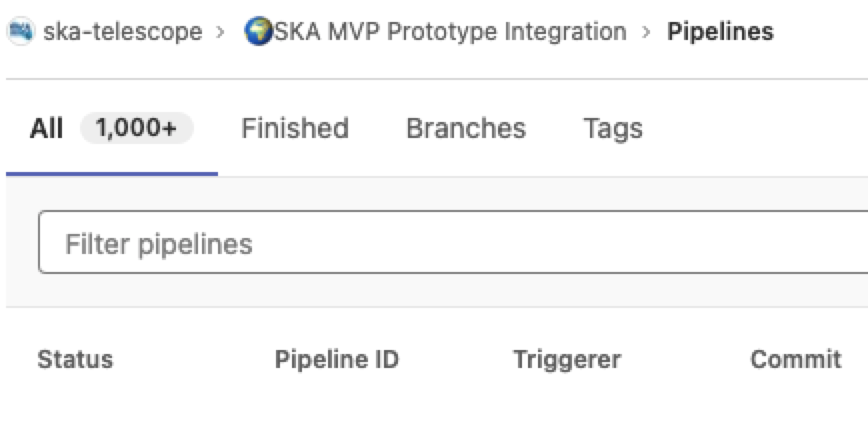 ska-telescope > SKA MVP Prototype Integration > Pipelines
All 1,000+ Finished Branches Tags
Filter pipelines
Status Pipeline ID Triggerer Commit